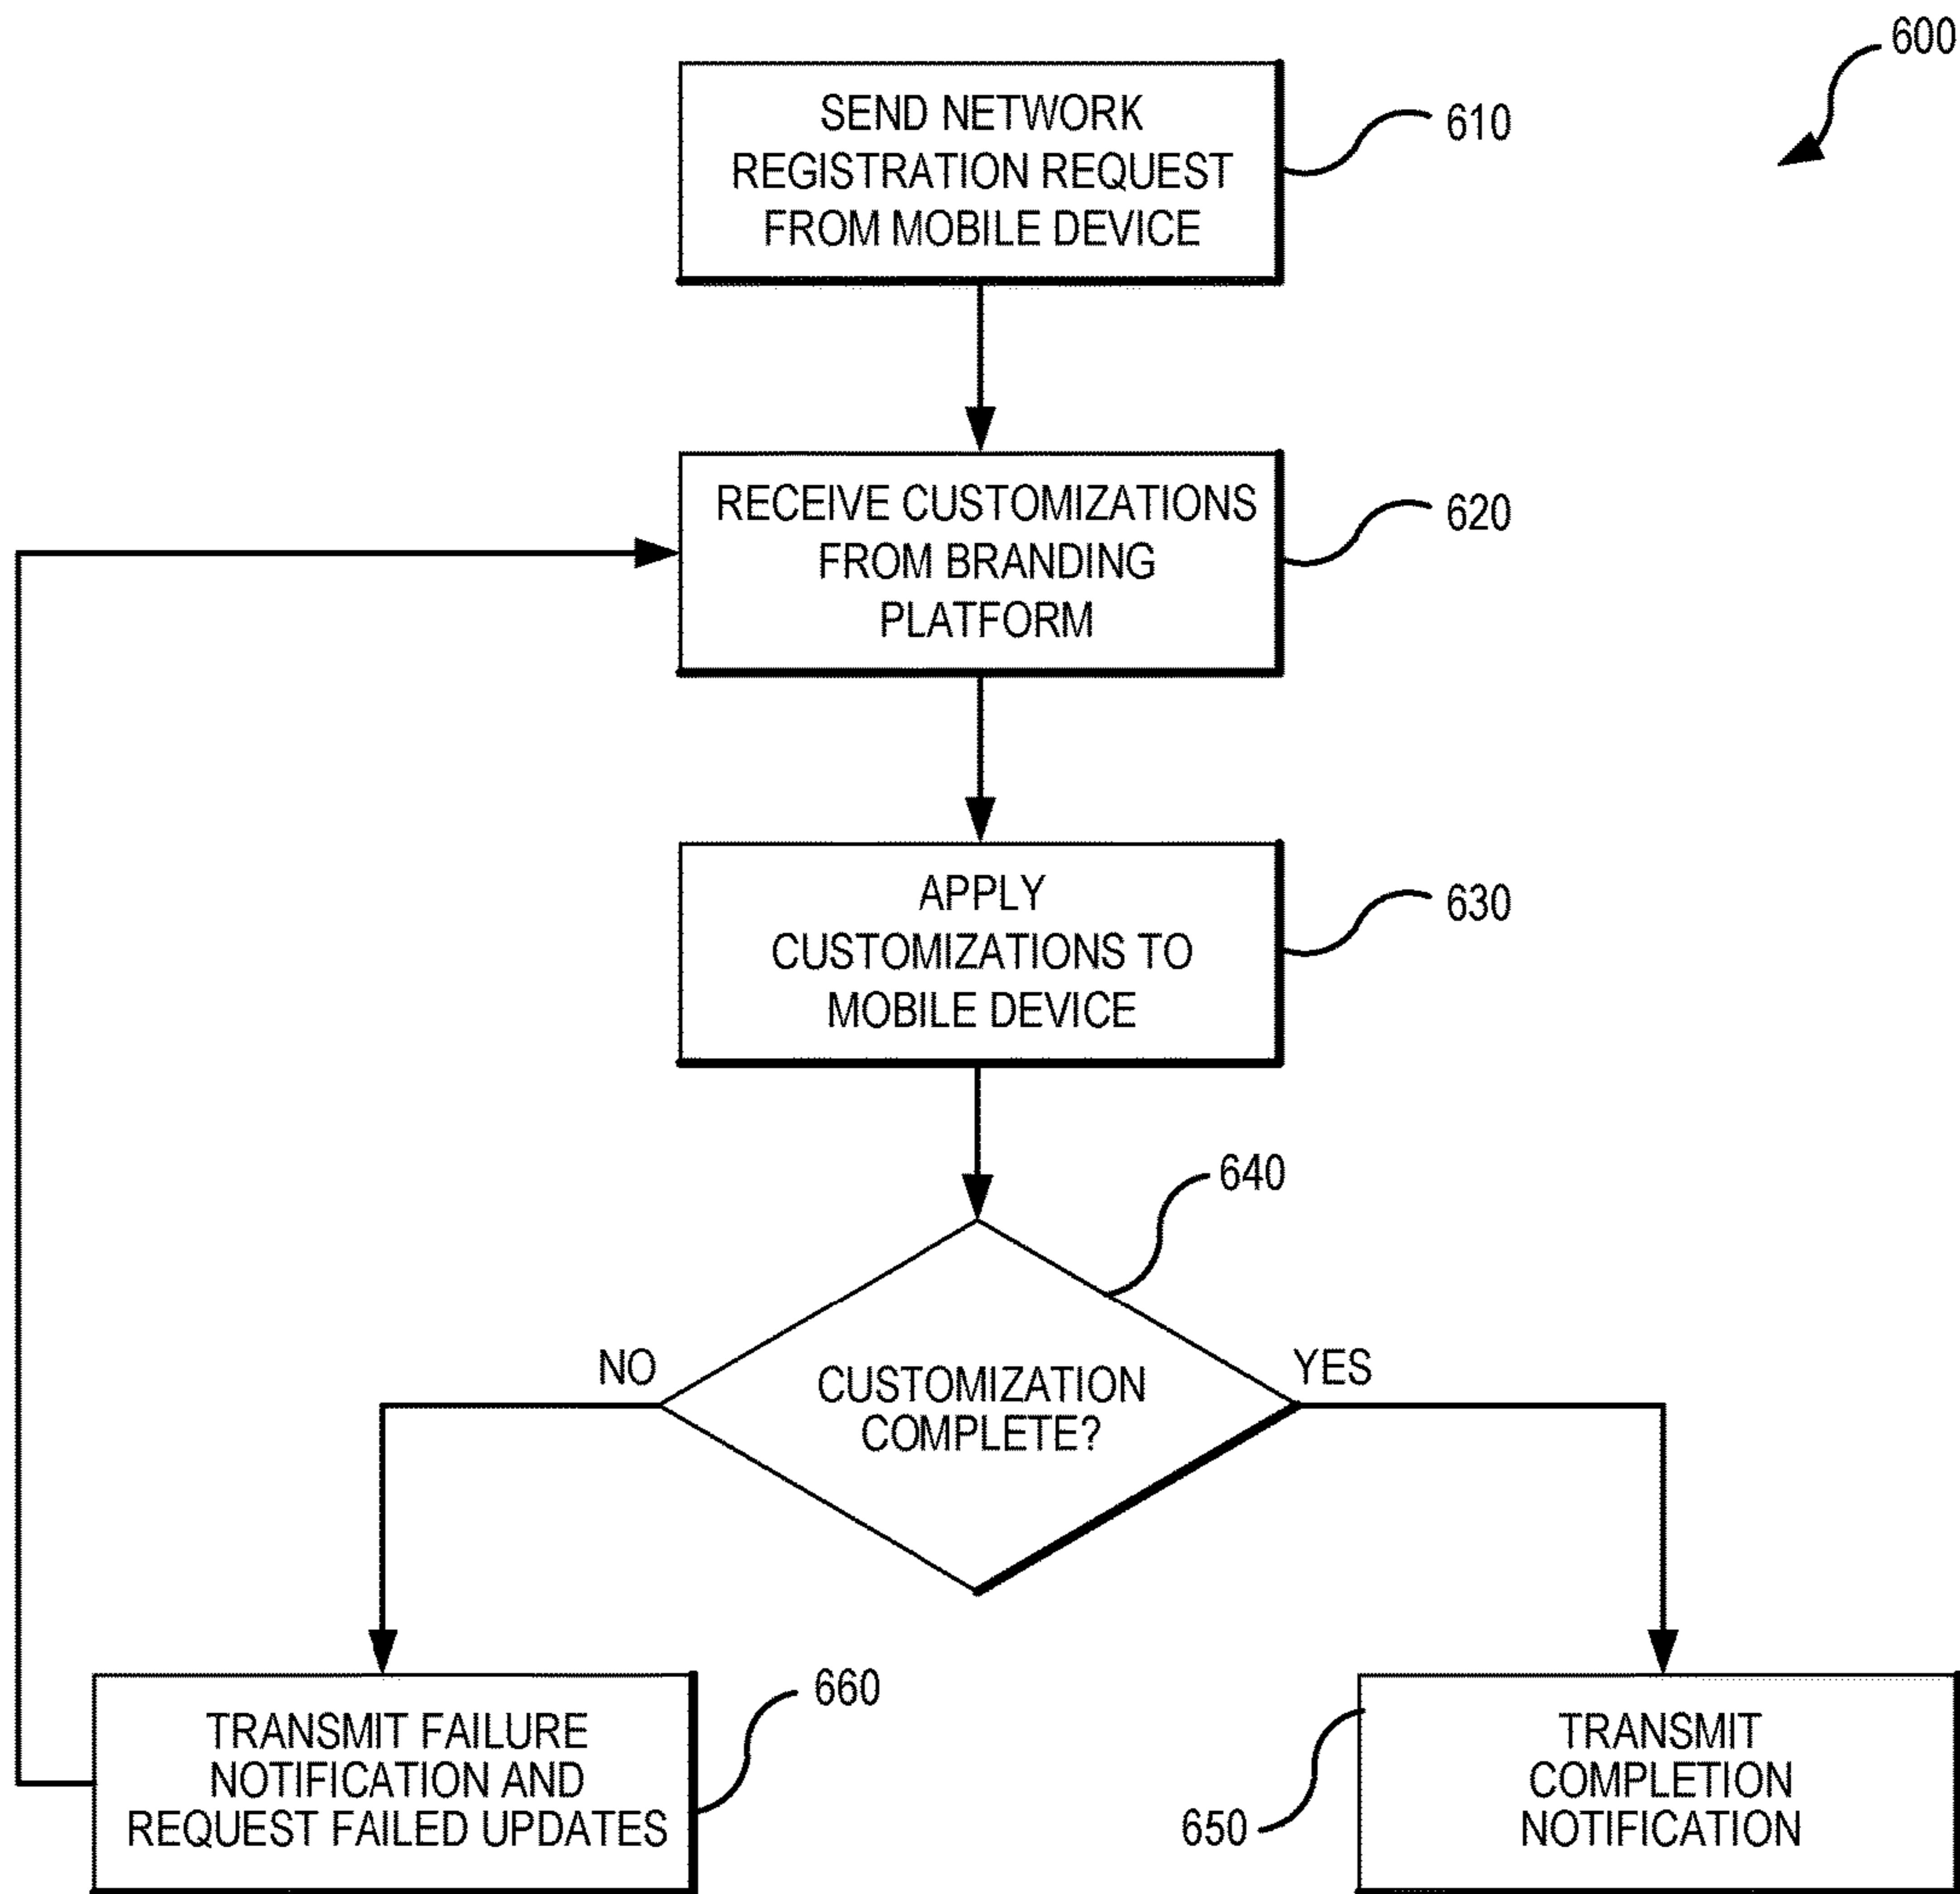 600
SEND NETWORK
REGISTRATION REQUEST
FROM MOBILE DEVICE
610
RECEIVE CUSTOMIZATIONS
FROM BRANDING
PLATFORM
620
APPLY
CUSTOMIZATIONS TO
MOBILE DEVICE
630
640
NO
CUSTOMIZATION
COMPLETE?
YES
TRANSMIT FAILURE
NOTIFICATION AND
REQUEST FAILED UPDATES
660
650
TRANSMIT
COMPLETION
NOTIFICATION